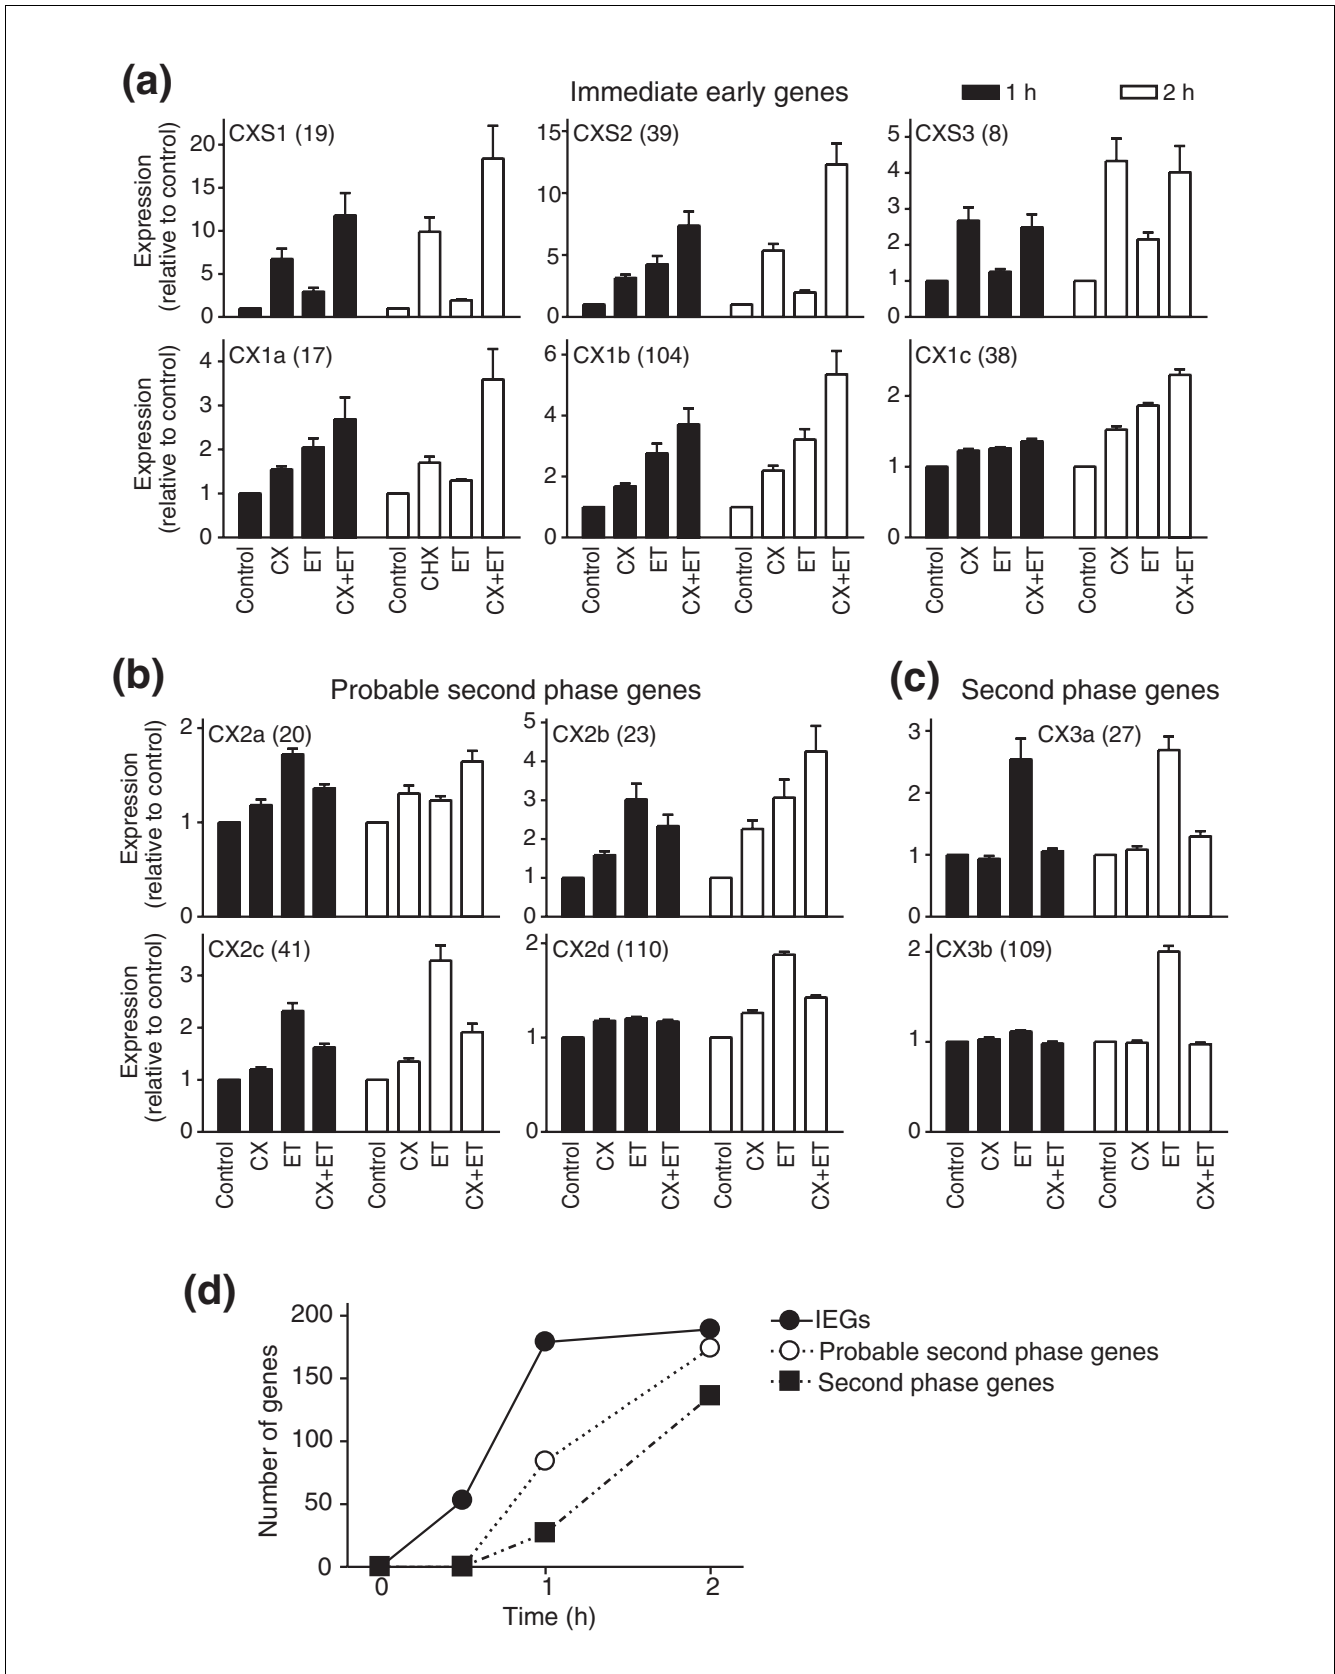 (a)
Immediate early genes
1 h
2 h
Expression
(relative to control)
CXS1 (19)
20
15
10
5
0
CXS2 (39)
15
10
5
0
CXS3 (8)
5
4
3
2
1
0
Expression
(relative to control)
CX1a (17)
4
3
2
1
0
CX1b (104)
6
4
2
0
CX1c (38)
2
1
0
Control
CX
ET
CX+ET
Control
CHX
ET
CX+ET
Control
CX
ET
CX+ET
Control
CX
ET
CX+ET
Control
CX
ET
CX+ET
Control
CX
ET
CX+ET
(b)
Probable second phase genes
(c)
Second phase genes
Expression
(relative to control)
CX2a (20)
2
1
0
CX2b (23)
5
4
3
2
1
0
CX3a (27)
3
2
1
0
Expression
(relative to control)
CX2c (41)
3
2
1
0
CX2d (110)
2
1
0
CX3b (109)
2
1
0
Control
CX
ET
CX+ET
Control
CX
ET
CX+ET
Control
CX
ET
CX+ET
Control
CX
ET
CX+ET
Control
CX
ET
CX+ET
Control
CX
ET
CX+ET
(d)
Number of genes
200
150
100
50
0
0
1
2
Time (h)
IEGs
Probable second phase genes
Second phase genes